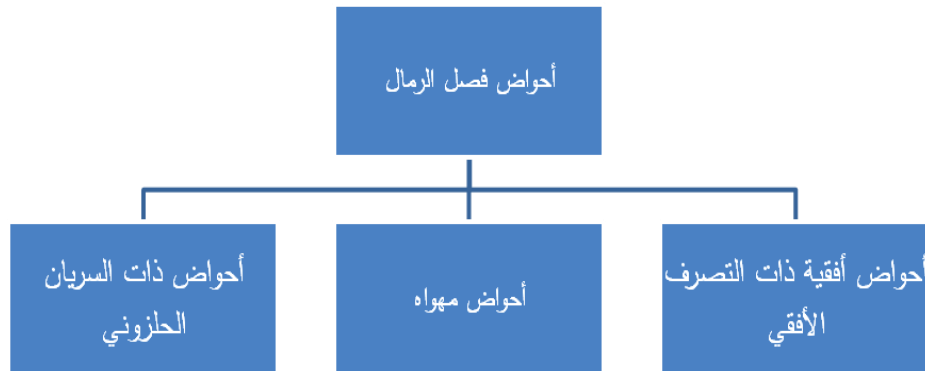 أحواض فصل الرمال
أحواض أفقية ذات التصرف
الأفقي
أحواض مهواه
أحواض ذات السريان
الحلزوني